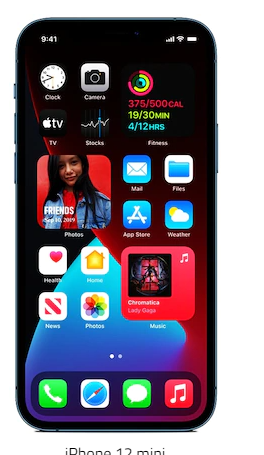 9:41
Clock
Camera
375/500CAL
19/30MIN
4/12HRS
tv
TV
Stocks
Fitness
FRIENDS
Sep 10, 2019
Mail
Files
Photos
App Store
Weather
Health
Home
Chromatica
Lady Gaga
News
Photos
Music
iPhone 12 mini